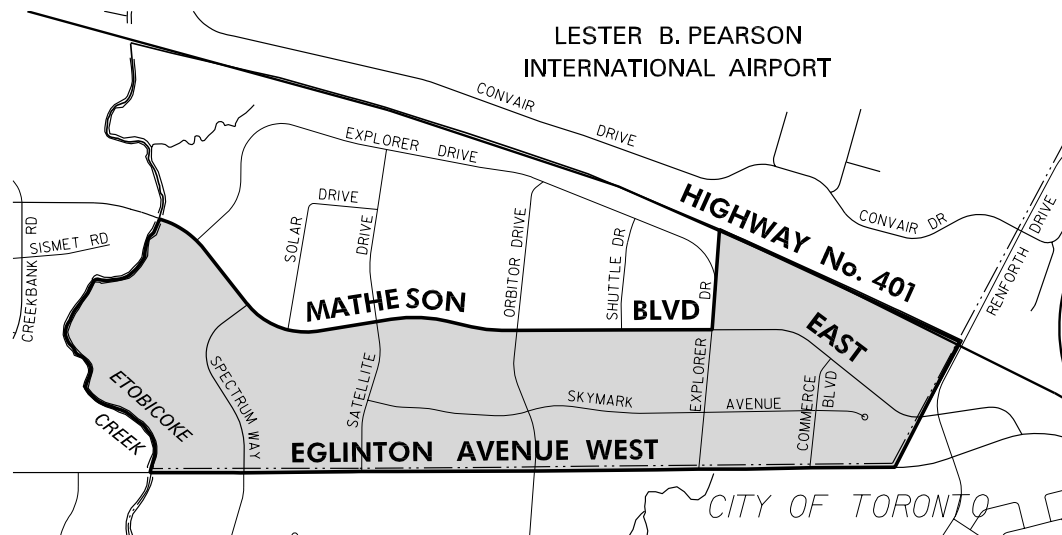 LESTER B. PEARSON
INTERNATIONAL AIRPORT
CONVAIR DRIVE
EXPLORER DRIVE
HIGHWAY No. 401
CONVAIR DR
RENFORTH DRIVE
CREEKBANK RD
SISMET RD
SOLAR DRIVE
SATELLITE DRIVE
ORBITOR DRIVE
SHUTTLE DR
EXPLORER DR
MATHESON BLVD EAST
SPECTRUM WAY
SKYMARK AVENUE
COMMERCE BLVD
ETOBICOKE
CREEK
EGLINTON AVENUE WEST
CITY OF TORONTO